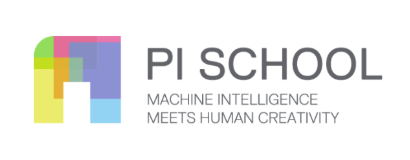 PI SCHOOL
MACHINE INTELLIGENCE
MEETS HUMAN CREATIVITY